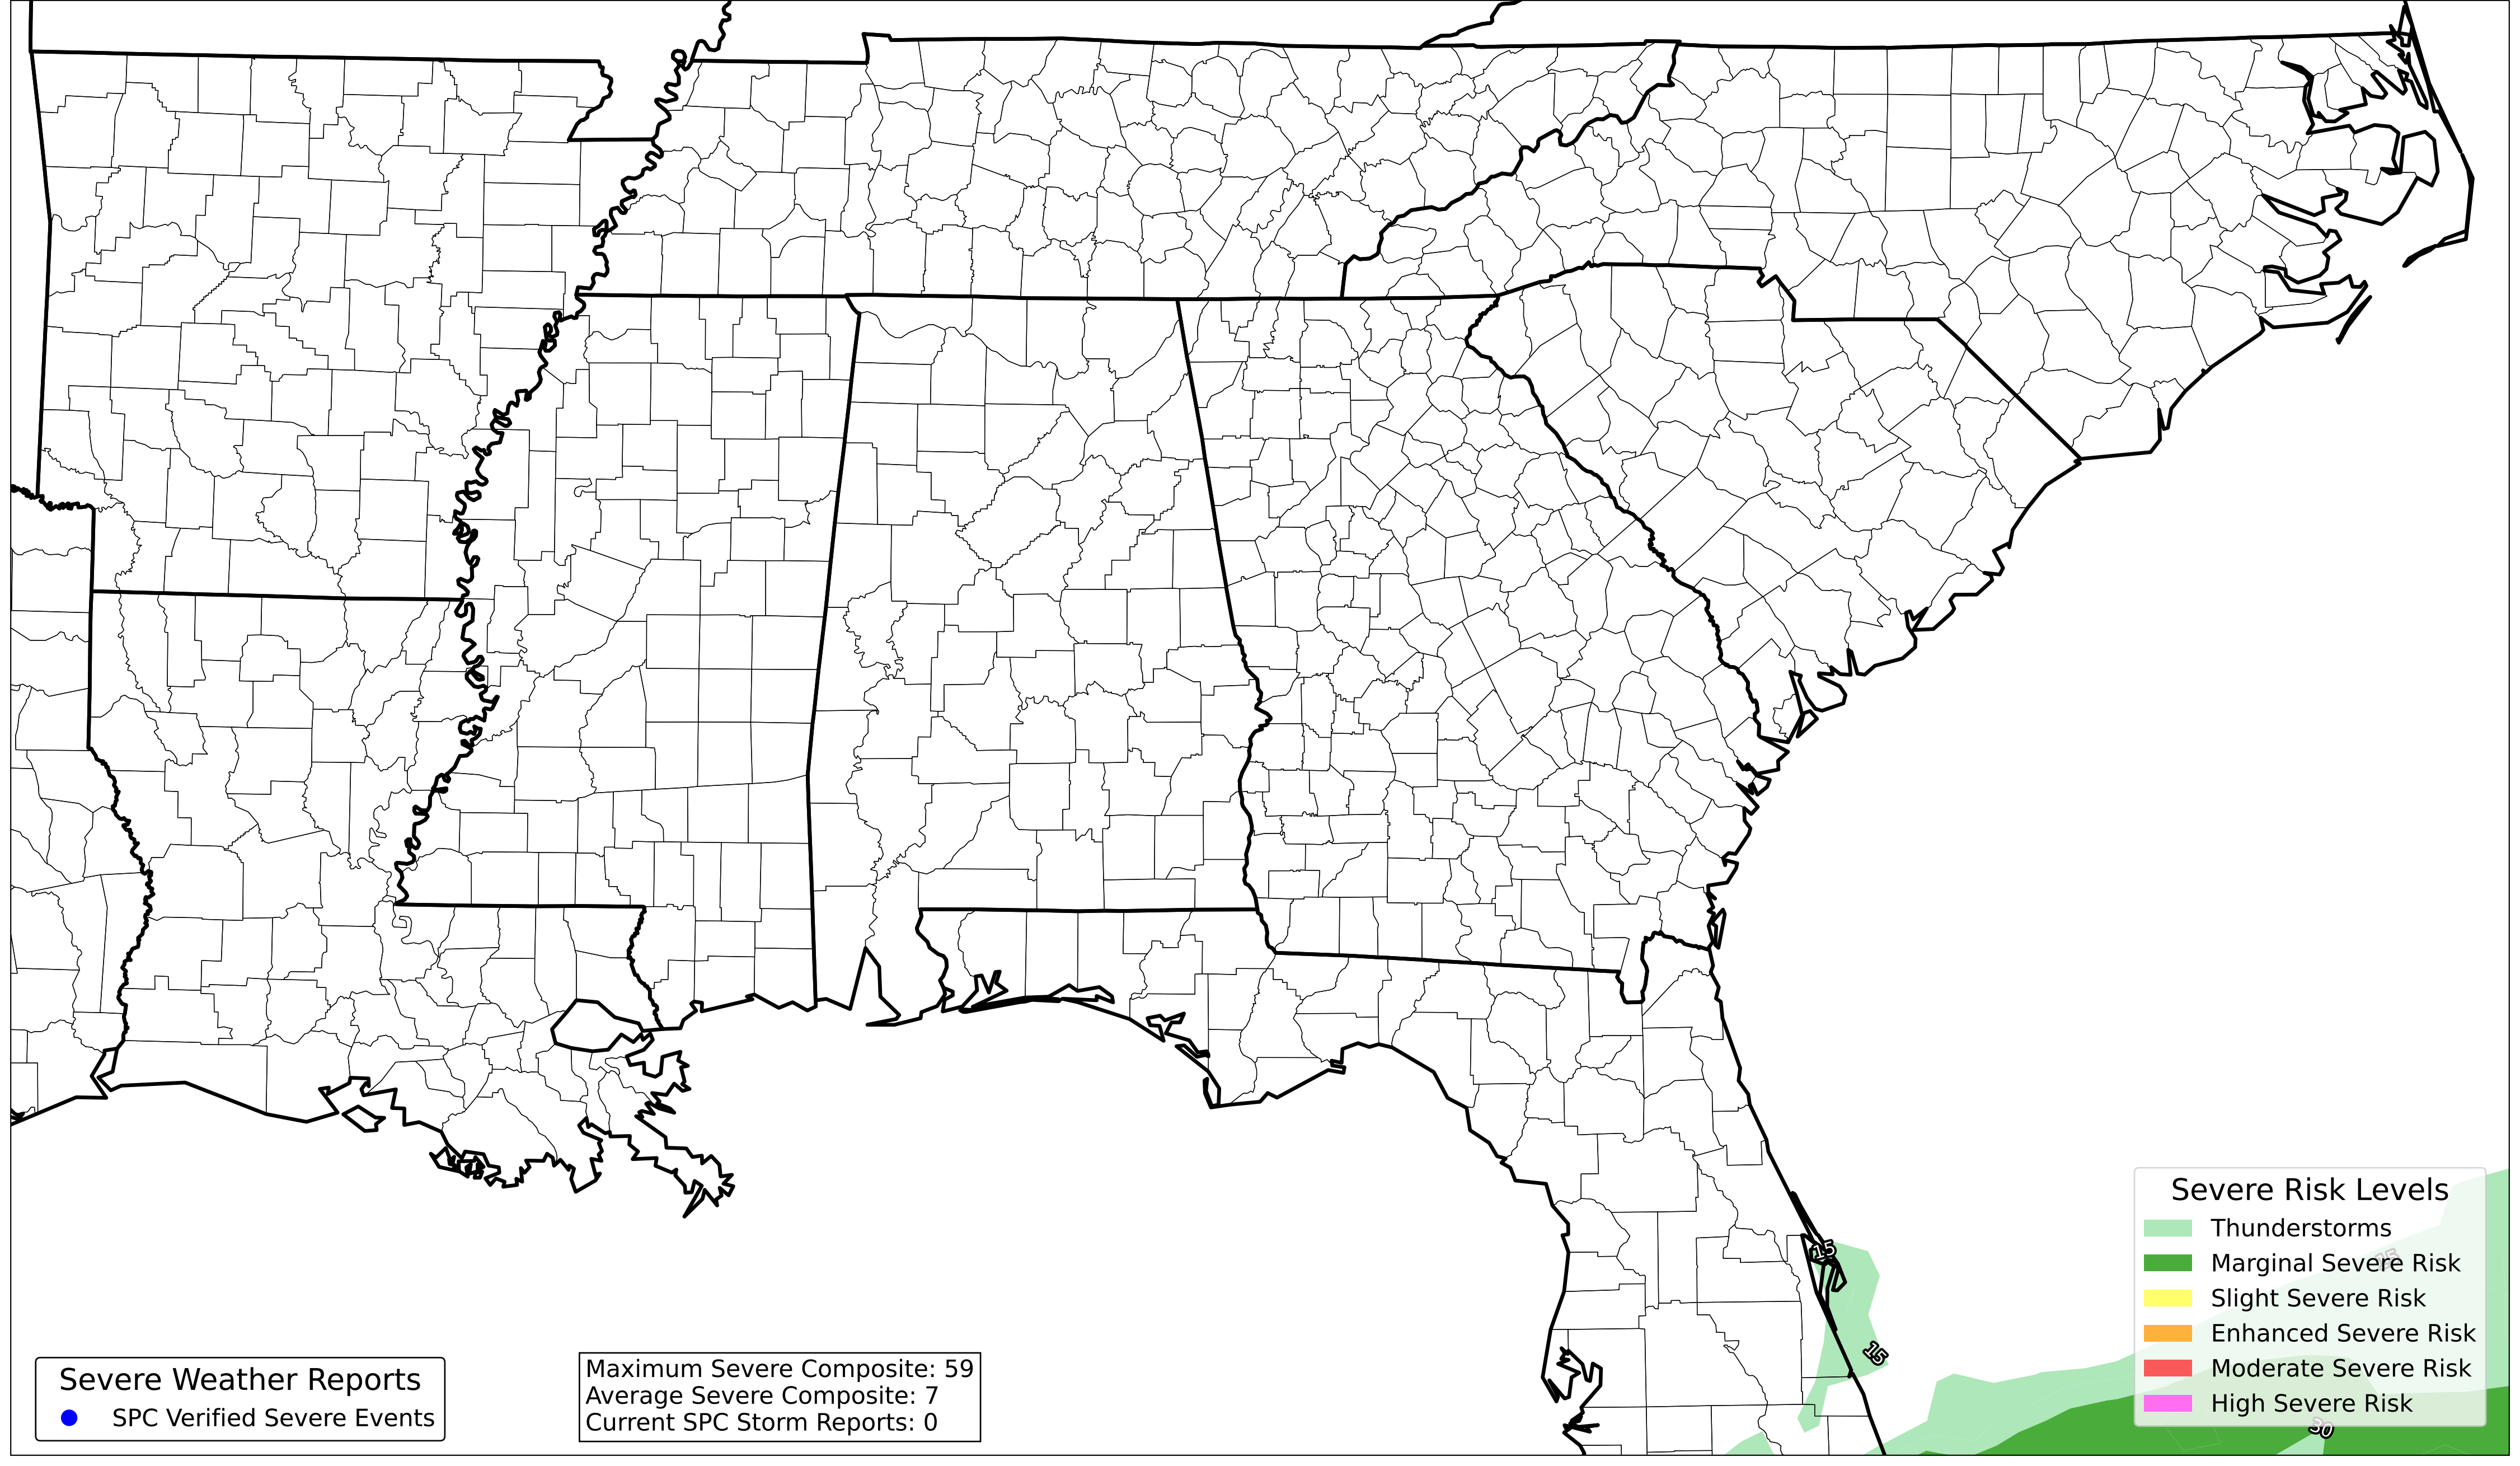 15
Severe Risk Levels
Thunderstorms
Marginal Severe Risk
Slight Severe Risk
Enhanced Severe Risk
Moderate Severe Risk
High Severe Risk
15
30
Severe Weather Reports
SPC Verified Severe Events
Maximum Severe Composite: 59
Average Severe Composite: 7
Current SPC Storm Reports: 0